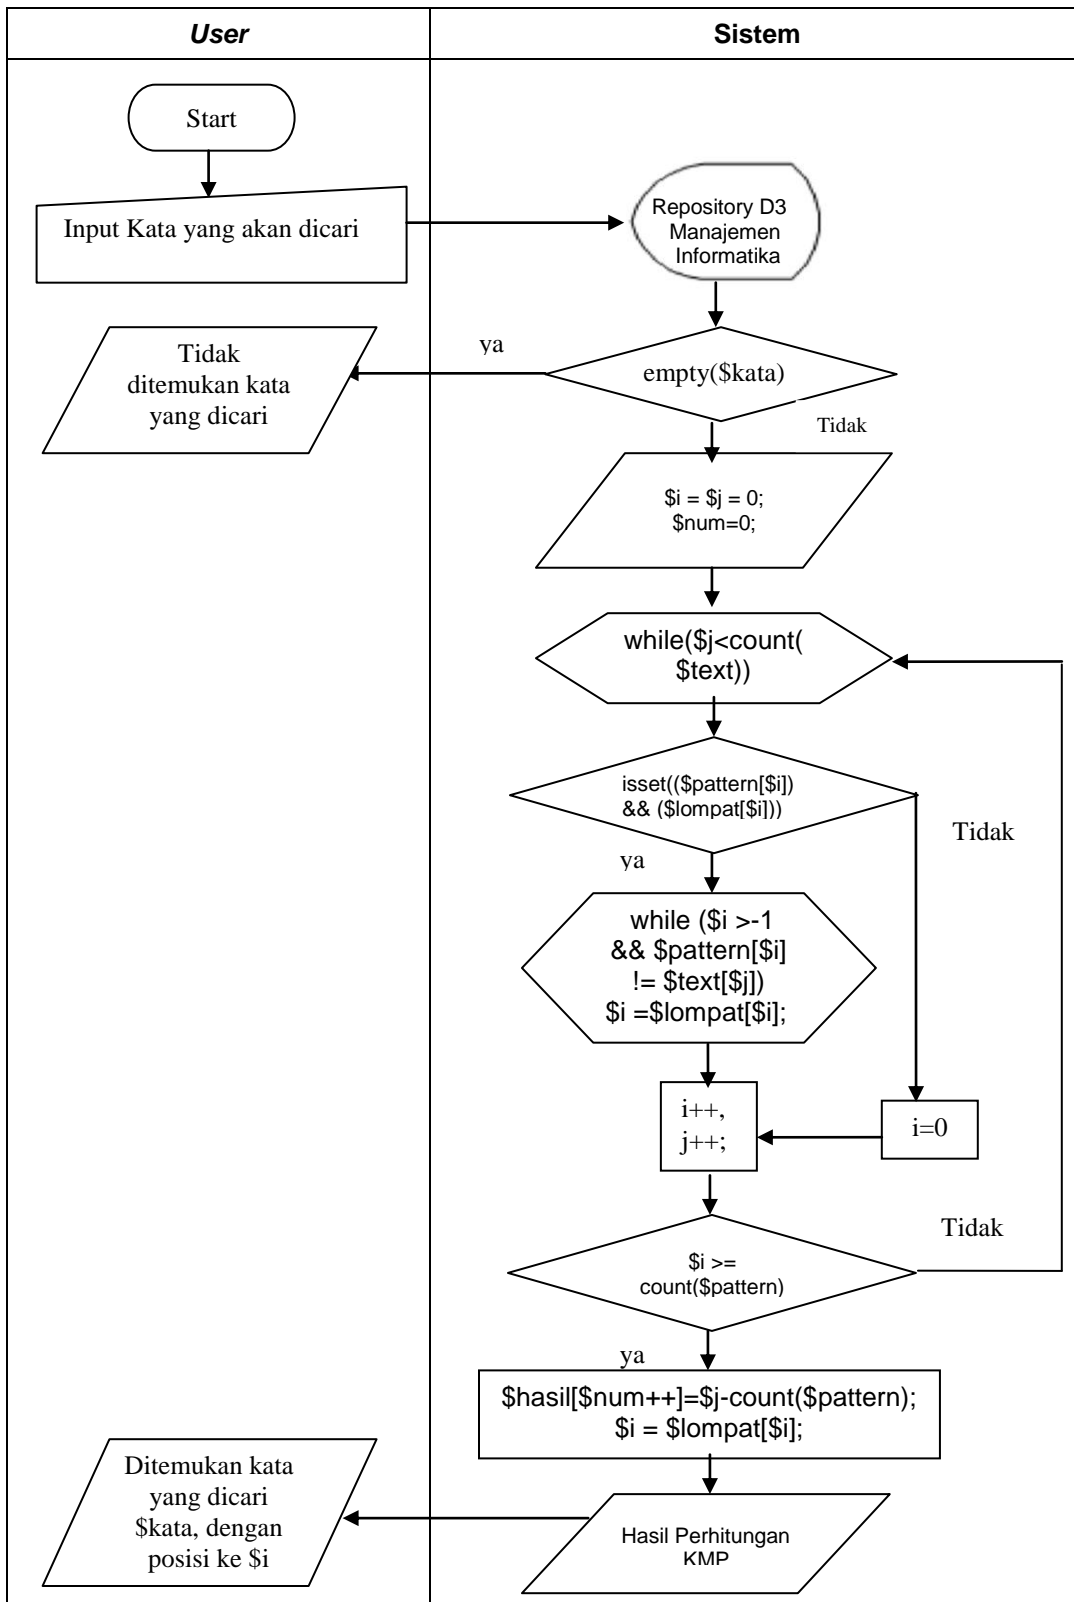 User
Sistem
Start
Input Kata yang akan dicari
Repository D3
Manajemen
Informatika
Tidak
ditemukan kata
yang dicari
ya
empty($kata)
Tidak
$i = $j = 0;
$num=0;
while($j<count(
$text))
isset(($pattern[$i])
&& ($lompat[$i]))
Tidak
ya
while ($i >-1
&& $pattern[$i]
!= $text[$j])
$i =$lompat[$i];
i++,
j++;
i=0
Tidak
$i >=
count($pattern)
ya
$hasil[$num++]=$j-count($pattern);
$i = $lompat[$i];
Ditemukan kata
yang dicari
$kata, dengan
posisi ke $i
Hasil Perhitungan
KMP